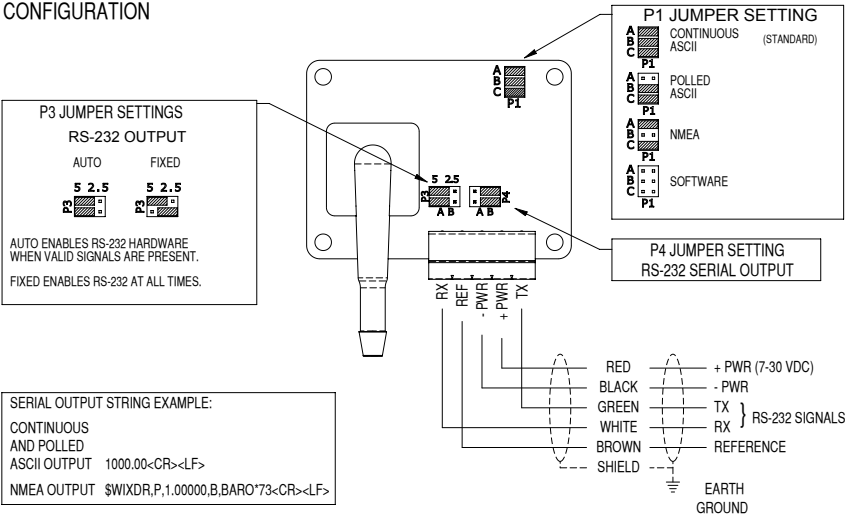 CONFIGURATION
P1 JUMPER SETTING
A
B
C
P1
CONTINUOUS
ASCII
(STANDARD)
A
B
C
P1
POLLED
ASCII
A
B
C
P1
NMEA
A
B
C
P1
SOFTWARE
A
B
C
P1
P3 JUMPER SETTINGS
RS-232 OUTPUT
AUTO FIXED
5 2.5 5 2.5
P3 P3
AUTO ENABLES RS-232 HARDWARE
WHEN VALID SIGNALS ARE PRESENT.
FIXED ENABLES RS-232 AT ALL TIMES.
5 2.5
P3 P4
A B A B
P4 JUMPER SETTING
RS-232 SERIAL OUTPUT
RX
REF
- PWR
+ PWR
TX
RED + PWR (7-30 VDC)
BLACK - PWR
GREEN TX
WHITE RX
} RS-232 SIGNALS
BROWN REFERENCE
SHIELD
EARTH
GROUND
SERIAL OUTPUT STRING EXAMPLE:
CONTINUOUS
AND POLLED
ASCII OUTPUT 1000.00<CR><LF>
NMEA OUTPUT $WIXDR,P,1.00000,B,BARO*73<CR><LF>